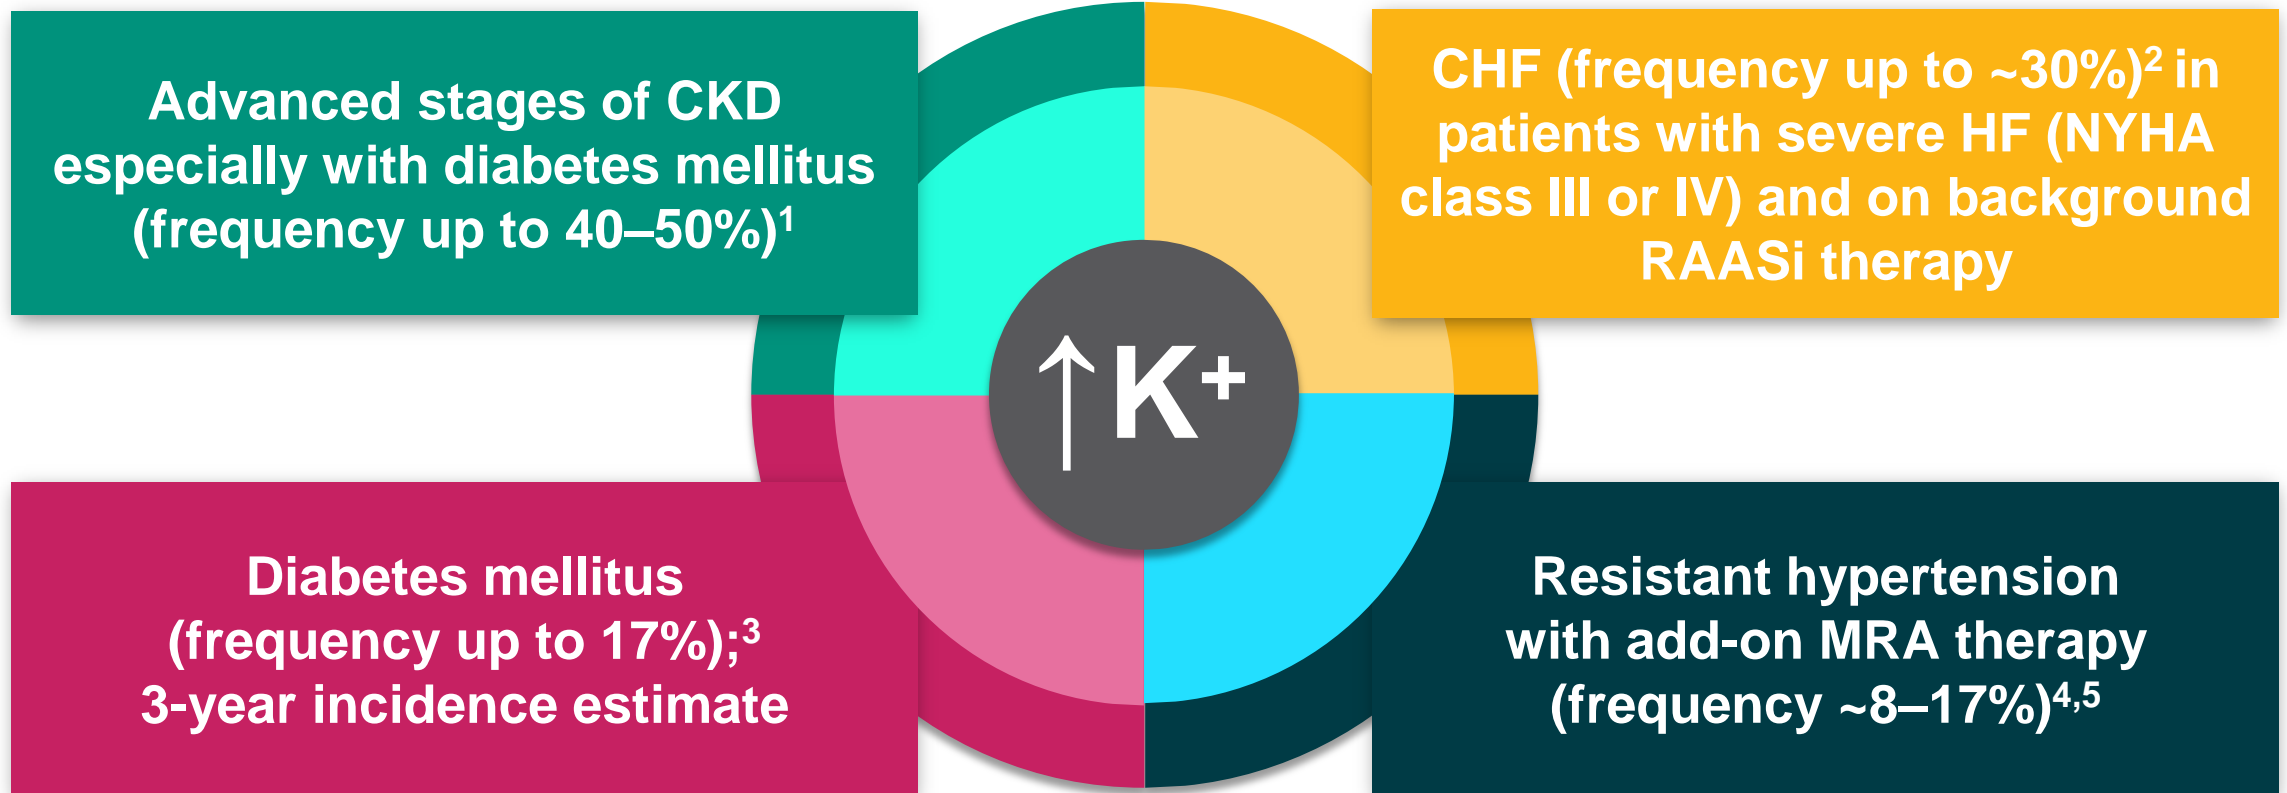 Advanced stages of CKD
especially with diabetes mellitus
(frequency up to 40–50%)¹
CHF (frequency up to ~30%)² in
patients with severe HF (NYHA
class III or IV) and on background
RAASi therapy
↑K⁺
Diabetes mellitus
(frequency up to 17%);³
3-year incidence estimate
Resistant hypertension
with add-on MRA therapy
(frequency ~8–17%)⁴,⁵